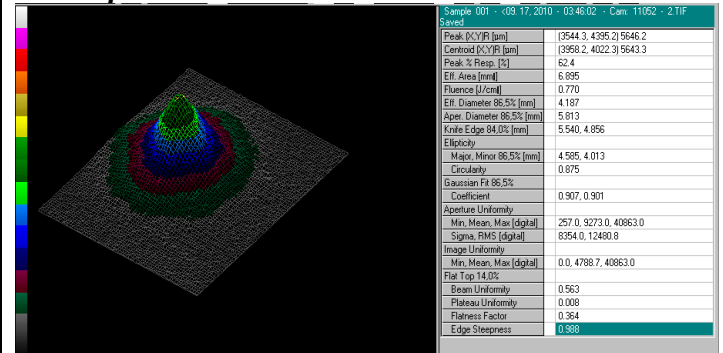 Sample 001 - <09. 17, 2010 - 03:46:02 - Cam: 11052 - 2.TIF
Saved
Peak (X,Y)R [µm] (3544.3, 4395.2) 5646.2
Centroid (X,Y)R [µm] (3958.2, 4022.3) 5643.3
Peak % Resp. [%] 62.4
Eff. Area [mm²] 6.895
Fluence [J/cm²] 0.770
Eff. Diameter 86,5% [mm] 4.187
Aper. Diameter 86,5% [mm] 5.813
Knife Edge 84,0% [mm] 5.540, 4.856
Ellipticity
Major, Minor 86,5% [mm] 4.585, 4.013
Circularity 0.875
Gaussian Fit 86,5%
Coefficient 0.907, 0.901
Aperture Uniformity
Min, Mean, Max [digital] 257.0, 9273.0, 40863.0
Sigma, RMS [digital] 8354.0, 12480.8
Image Uniformity
Min, Mean, Max [digital] 0.0, 4788.7, 40863.0
Flat Top 14,0%
Beam Uniformity 0.563
Plateau Uniformity 0.008
Flatness Factor 0.364
Edge Steepness 0.988